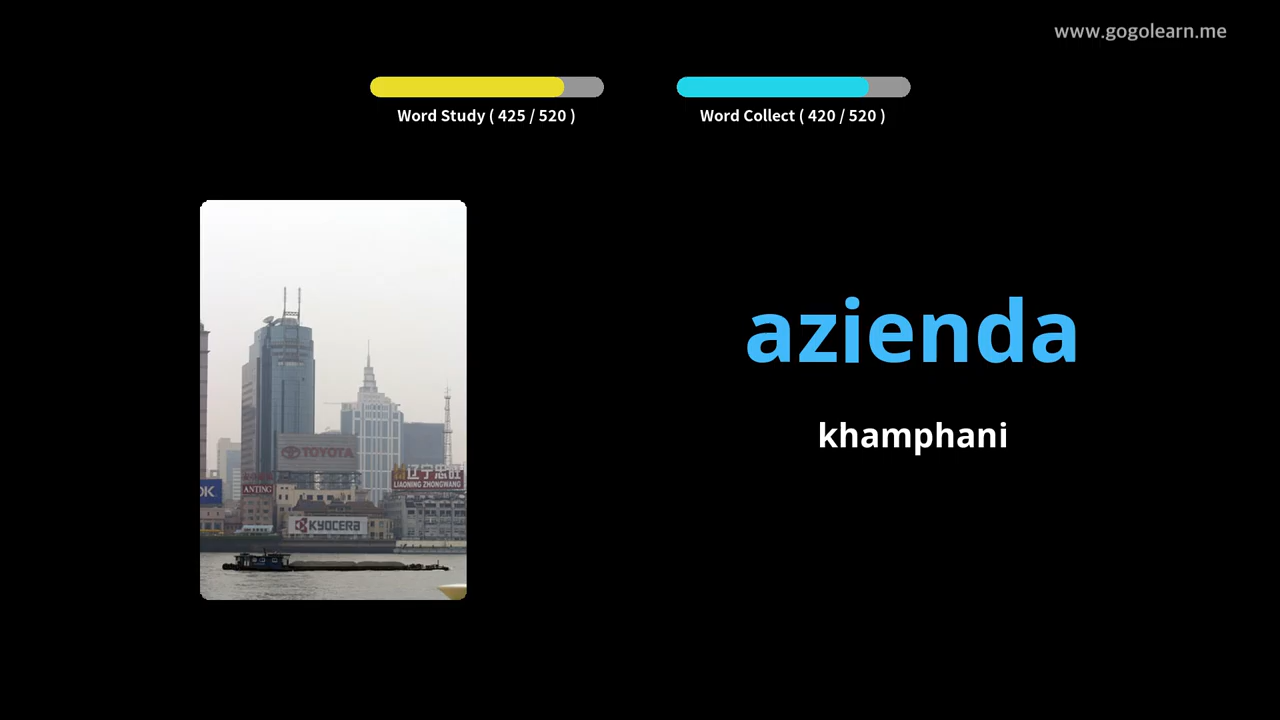 www.gogolearn.me
Word Study ( 425 / 520 )
Word Collect ( 420 / 520 )
azienda
khamphani
TOYOTA
辽宁忠旺
LIAONING ZHONGWANG
OK
ANTING
KYOCERA